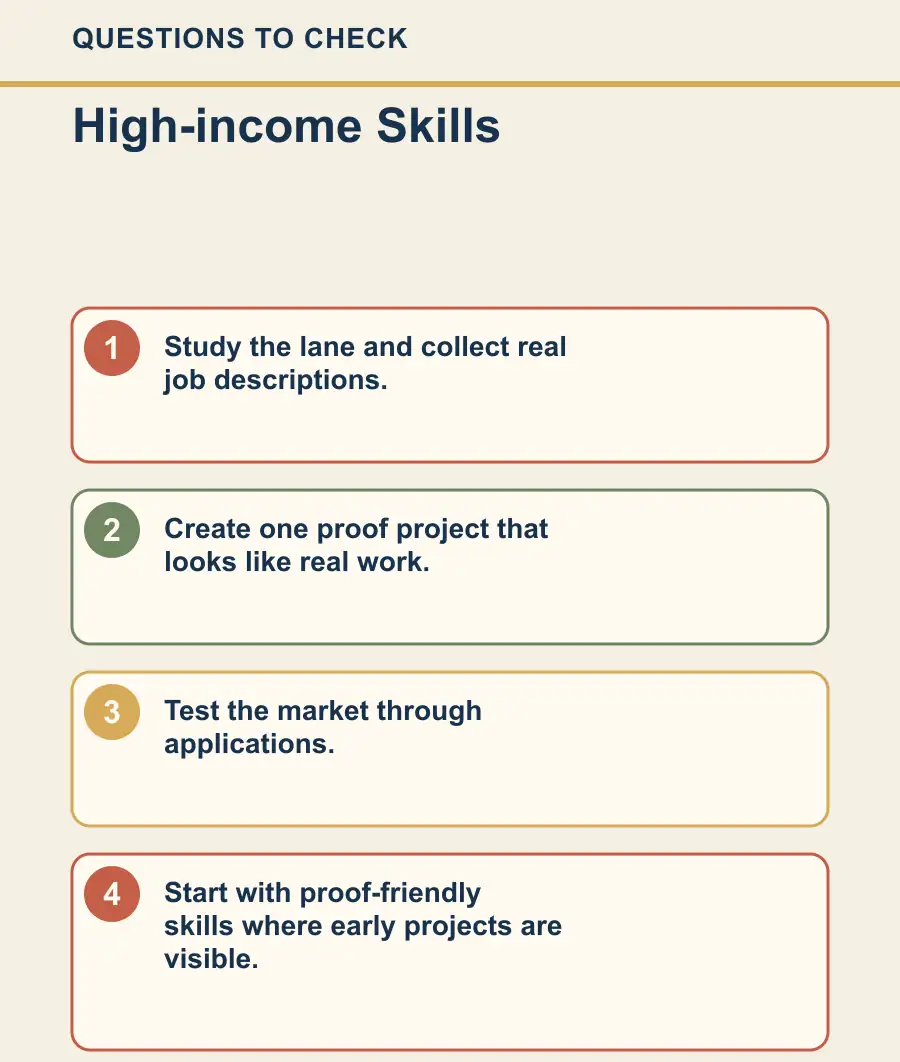 QUESTIONS TO CHECK
High-income Skills
1
Study the lane and collect real
job descriptions.
2
Create one proof project that
looks like real work.
3
Test the market through
applications.
4
Start with proof-friendly
skills where early projects are
visible.